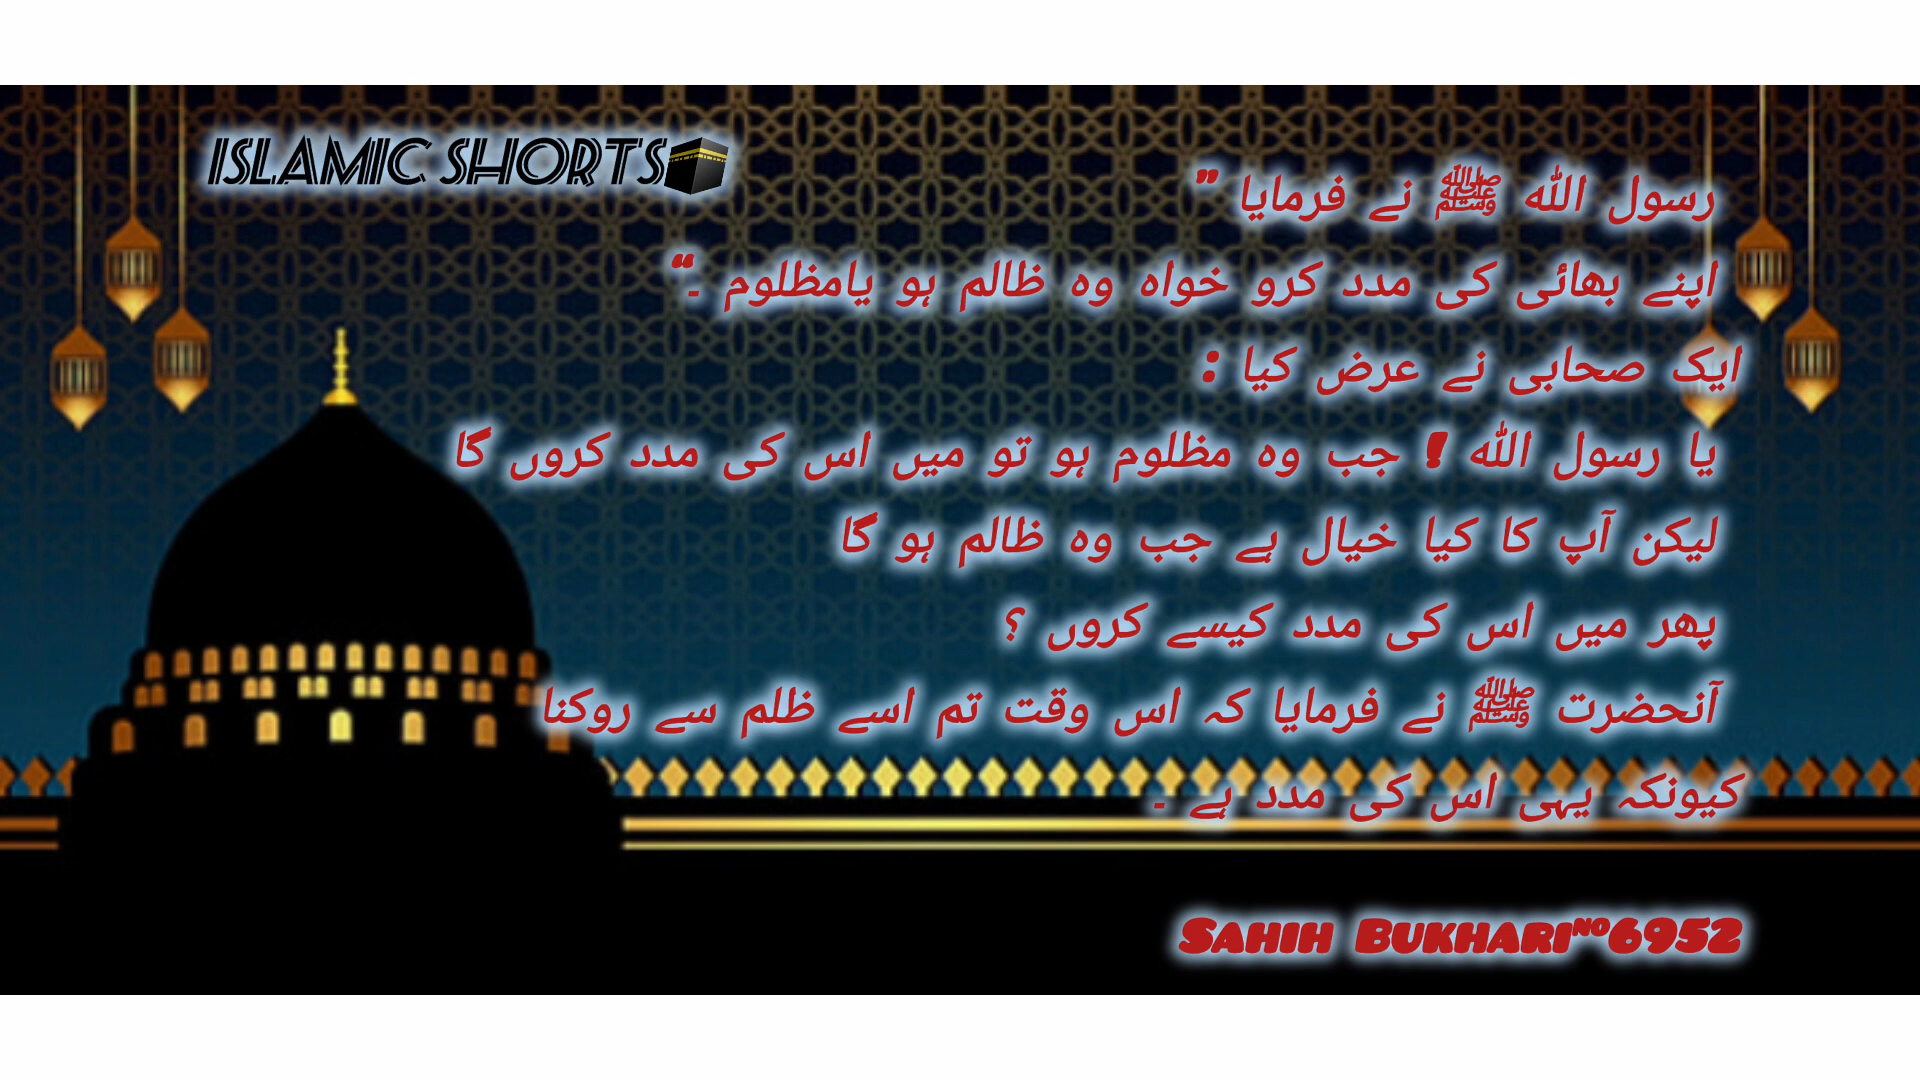 ISLAMIC SHORTS
رسول اللہ ﷺ نے فرمایا "
اپنے بھائی کی مدد کرو خواہ وہ ظالم ہو یامظلوم ۔“
ایک صحابی نے عرض کیا :
یا رسول اللہ ! جب وہ مظلوم ہو تو میں اس کی مدد کروں گا
لیکن آپ کا کیا خیال ہے جب وہ ظالم ہو گا
پھر میں اس کی مدد کیسے کروں ؟
آنحضرت ﷺ نے فرمایا کہ اس وقت تم اسے ظلم سے روکنا
کیونکہ یہی اس کی مدد ہے ۔
Sahih Bukhariⁿᵒ6952